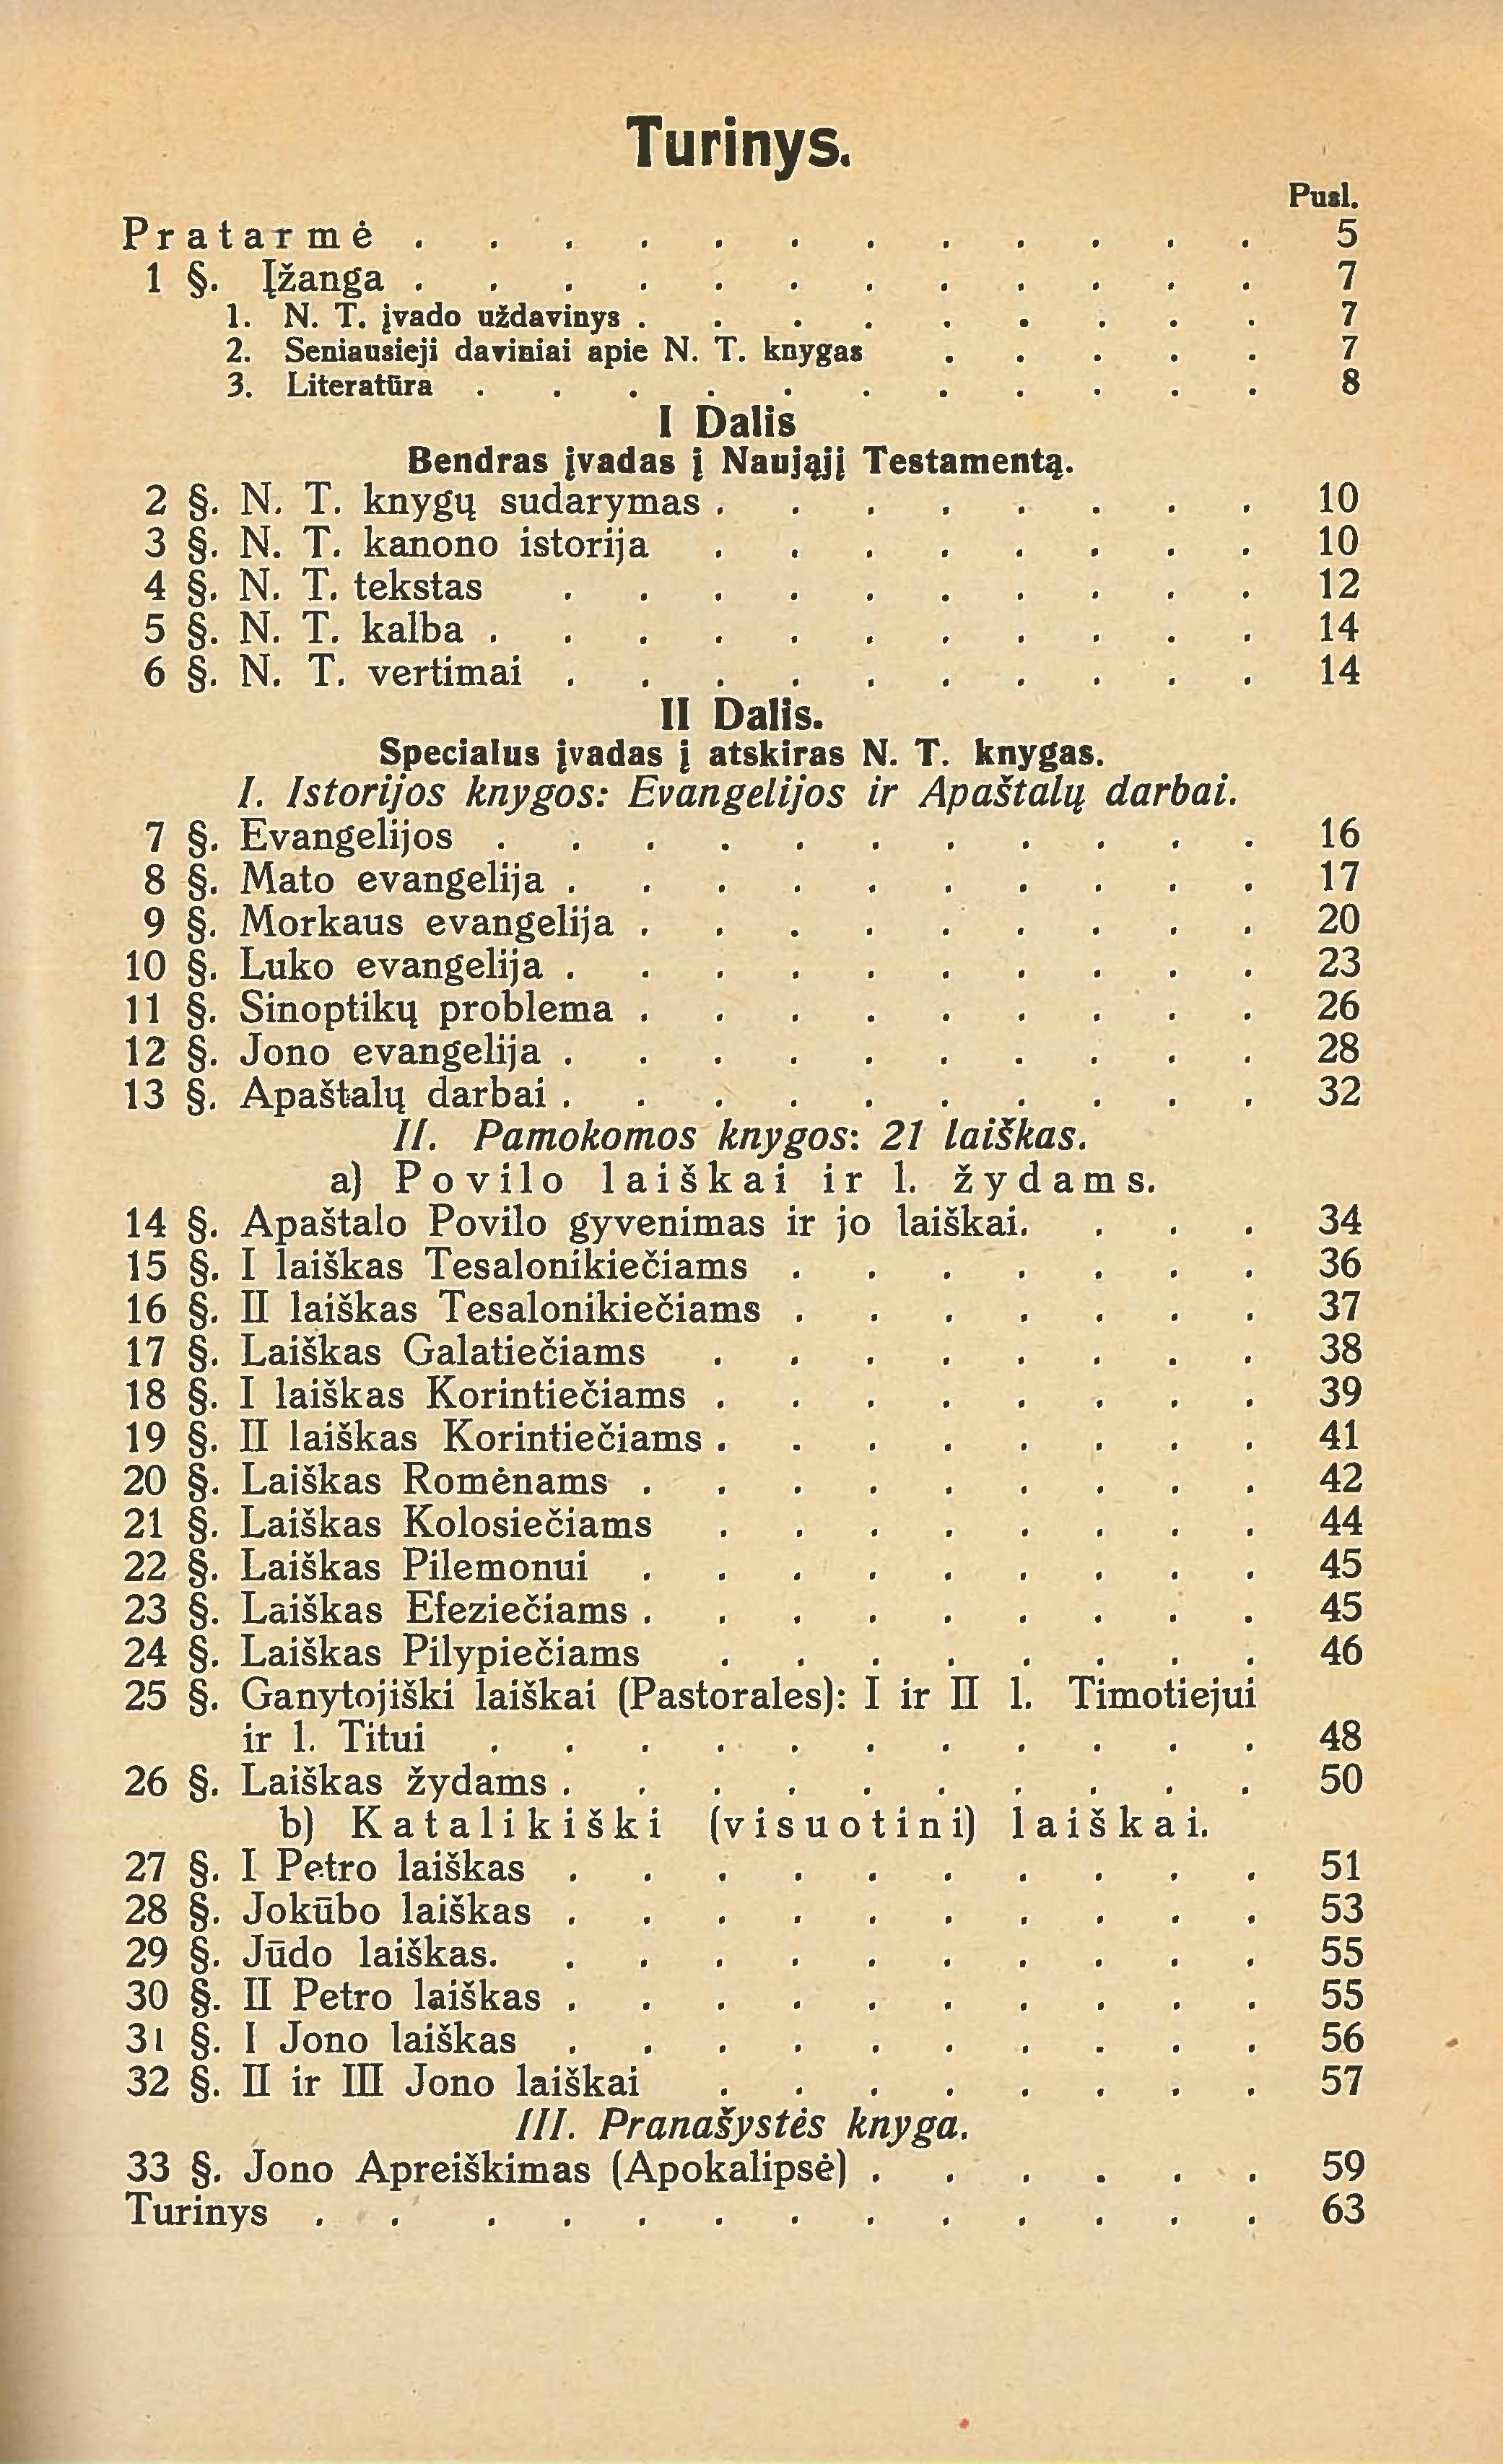 Turinys.
Pusl.
Pratarmė . . . . . . . . . . . . 5
1 §. Įžanga . . . . . . . . . . . . 7
1. N. T. įvado uždavinys . . . . . . . . . 7
2. Seniausieji daviniai apie N. T. knygas . . . . . 7
3. Literatūra . . . . . . . . . . . 8
I Dalis
Bendras įvadas į Naująjį Testamentą.
2 §. N. T. knygų sudarymas . . . . . . . . 10
3 §. N. T. kanono istorija . . . . . . . . 10
4 §. N. T. tekstas . . . . . . . . . . 12
5 §. N. T. kalba . . . . . . . . . . . 14
6 §. N. T. vertimai . . . . . . . . . . 14
II Dalis.
Specialus įvadas į atskiras N. T. knygas.
I. Istorijos knygos: Evangelijos ir Apaštalų darbai.
7 §. Evangelijos . . . . . . . . . . . 16
8 §. Mato evangelija . . . . . . . . . . 17
9 §. Morkaus evangelija . . . . . . . . . 20
10 §. Luko evangelija . . . . . . . . . . 23
11 §. Sinoptikų problema . . . . . . . . . 26
12 §. Jono evangelija . . . . . . . . . . 28
13 §. Apaštalų darbai . . . . . . . . . . 32
II. Pamokomos knygos: 21 laiškas.
a) Povilo laiškai ir l. žydams.
14 §. Apaštalo Povilo gyvenimas ir jo laiškai. . . . 34
15 §. I laiškas Tesalonikiečiams . . . . . . . 36
16 §. II laiškas Tesalonikiečiams . . . . . . . 37
17 §. Laiškas Galatiečiams . . . . . . . . 38
18 §. I laiškas Korintiečiams . . . . . . . . 39
19 §. II laiškas Korintiečiams . . . . . . . . 41
20 §. Laiškas Romėnams . . . . . . . . . 42
21 §. Laiškas Kolosiečiams . . . . . . . . 44
22 §. Laiškas Pilemonui . . . . . . . . . 45
23 §. Laiškas Efeziečiams . . . . . . . . . 45
24 §. Laiškas Pilypiečiams . . . . . . . . 46
25 §. Ganytojiški laiškai (Pastorales): I ir II l. Timotiejui
ir l. Titui . . . . . . . . . . . 48
26 §. Laiškas žydams . . . . . . . . . . 50
b) Katalikiški (visuotini) laiškai.
27 §. I Petro laiškas . . . . . . . . . . 51
28 §. Jokūbo laiškas . . . . . . . . . . 53
29 §. Jūdo laiškas. . . . . . . . . . . 55
30 §. II Petro laiškas . . . . . . . . . . 55
31 §. I Jono laiškas . . . . . . . . . . 56
32 §. II ir III Jono laiškai . . . . . . . . 57
III. Pranašystės knyga.
33 §. Jono Apreiškimas (Apokalipsė) . . . . . . 59
Turinys . . . . . . . . . . . . . 63